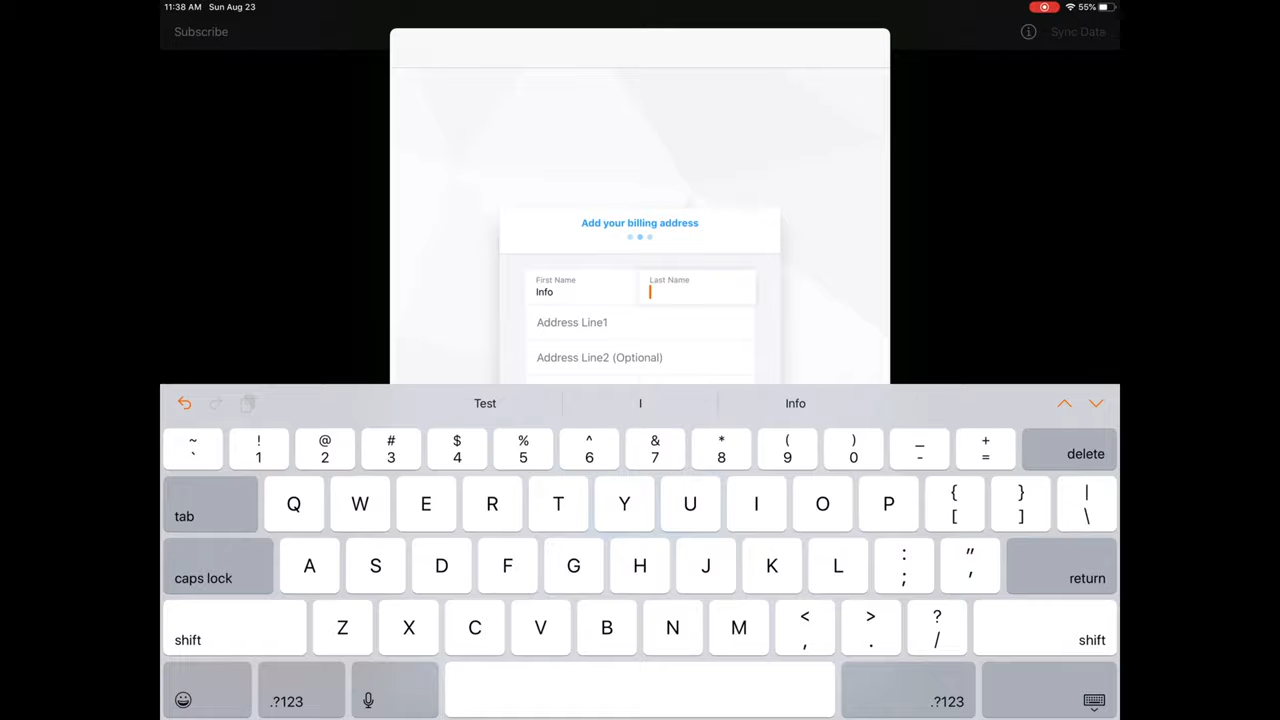 11:38 AM Sun Aug 23
55%
Subscribe
Sync Date
Add your billing address
First Name
Last Name
Info
Address Line1
Address Line2 (Optional)
Test I Info
~ ! @ # $ % ^ & * ( ) _ +
` 1 2 3 4 5 6 7 8 9 0 - = delete
tab Q W E R T Y U I O P { [ } ] | \
caps lock A S D F G H J K L : ; " ' return
shift Z X C V B N M < , > . ? / shift
.?123 .?123